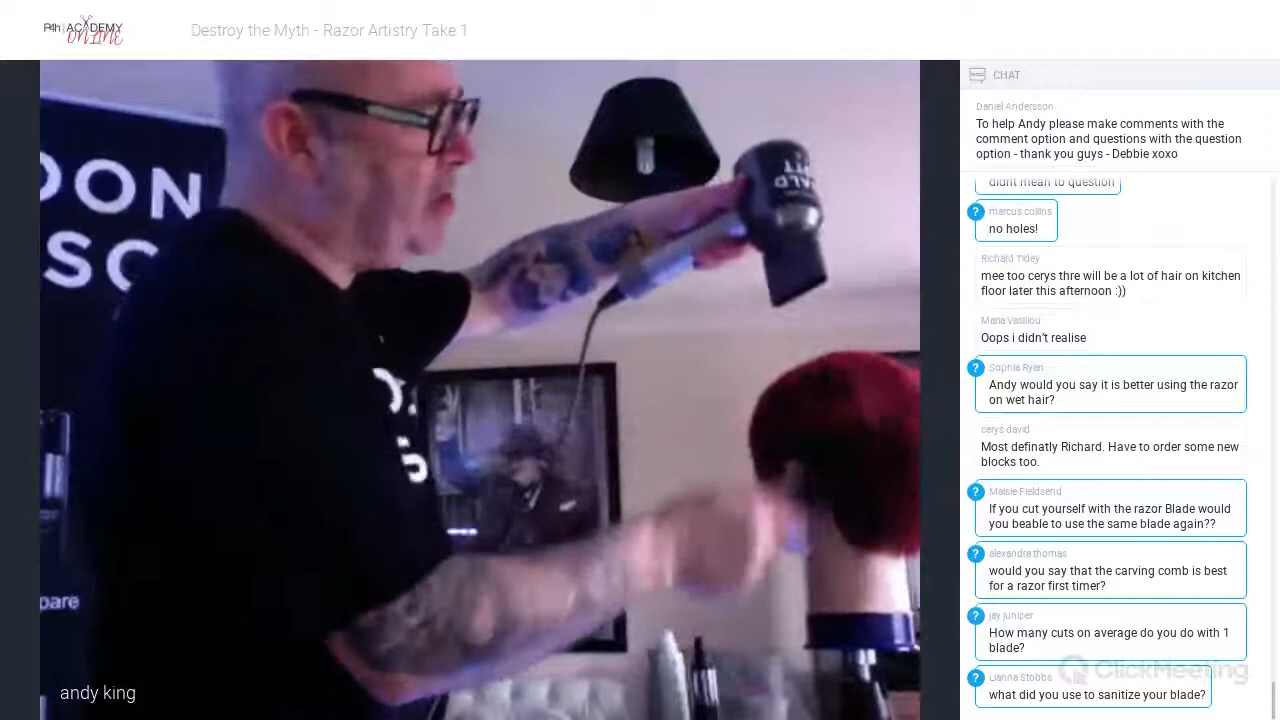 P4h | ACADEMY
ONLINE
Destroy the Myth - Razor Artistry Take 1
DON
SC
pare
andy king
CHAT
Daniel Andersson
To help Andy please make comments with the
comment option and questions with the question
option - thank you guys - Debbie xoxo
didnt mean to question
?
marcus collins
no holes!
Richard Tidey
mee too cerys thre will be a lot of hair on kitchen
floor later this afternoon :))
Maria Vasiliou
Oops i didn't realise
?
Sophia Ryan
Andy would you say it is better using the razor
on wet hair?
cerys david
Most definatly Richard. Have to order some new
blocks too.
?
Maisie Fieldsend
If you cut yourself with the razor Blade would
you beable to use the same blade again??
?
alexandra thomas
would you say that the carving comb is best
for a razor first timer?
?
jay juniper
How many cuts on average do you do with 1
blade?
ClickMeeting
?
Lianna Stobbs
what did you use to sanitize your blade?